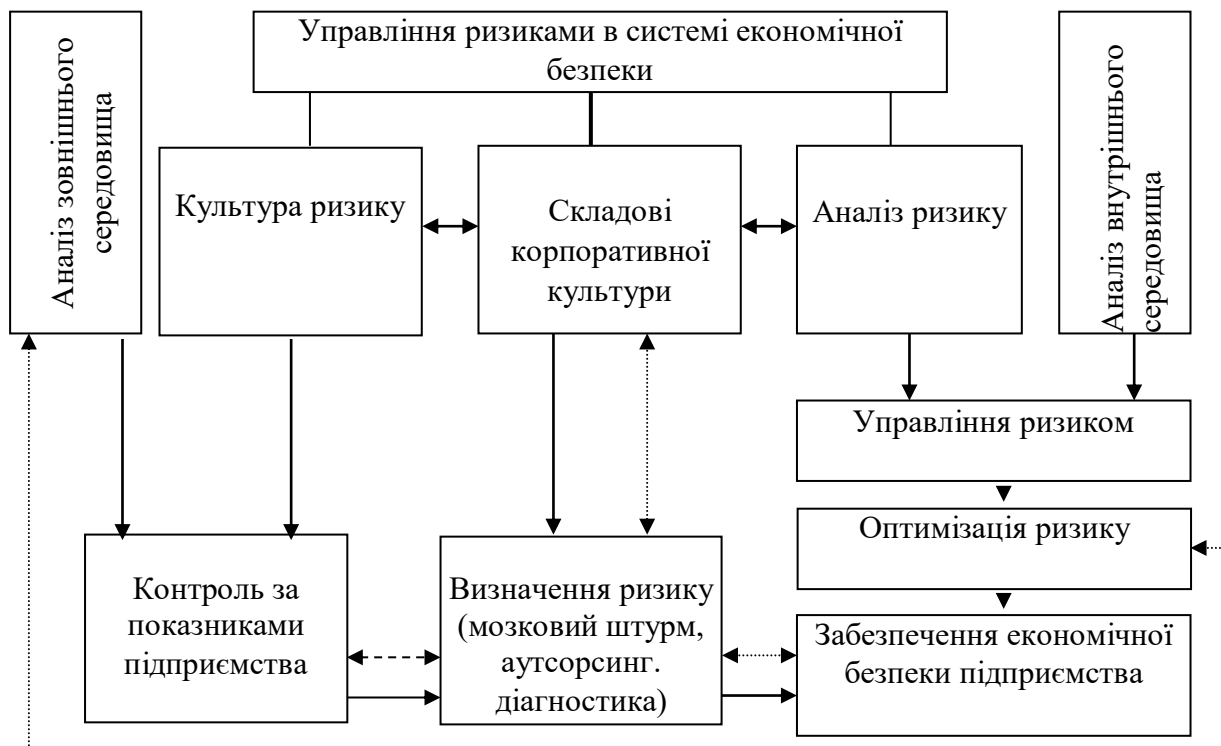 Управління ризиками в системі економічної
безпеки
Аналіз зовнішнього
середовища
Культура ризику
Складові
корпоративної
культури
Аналіз ризику
Аналіз внутрішнього
середовища
Управління ризиком
Оптимізація ризику
Контроль за
показниками
підприємства
Визначення ризику
(мозковий штурм,
аутсорсинг.
діагностика)
Забезпечення економічної
безпеки підприємства